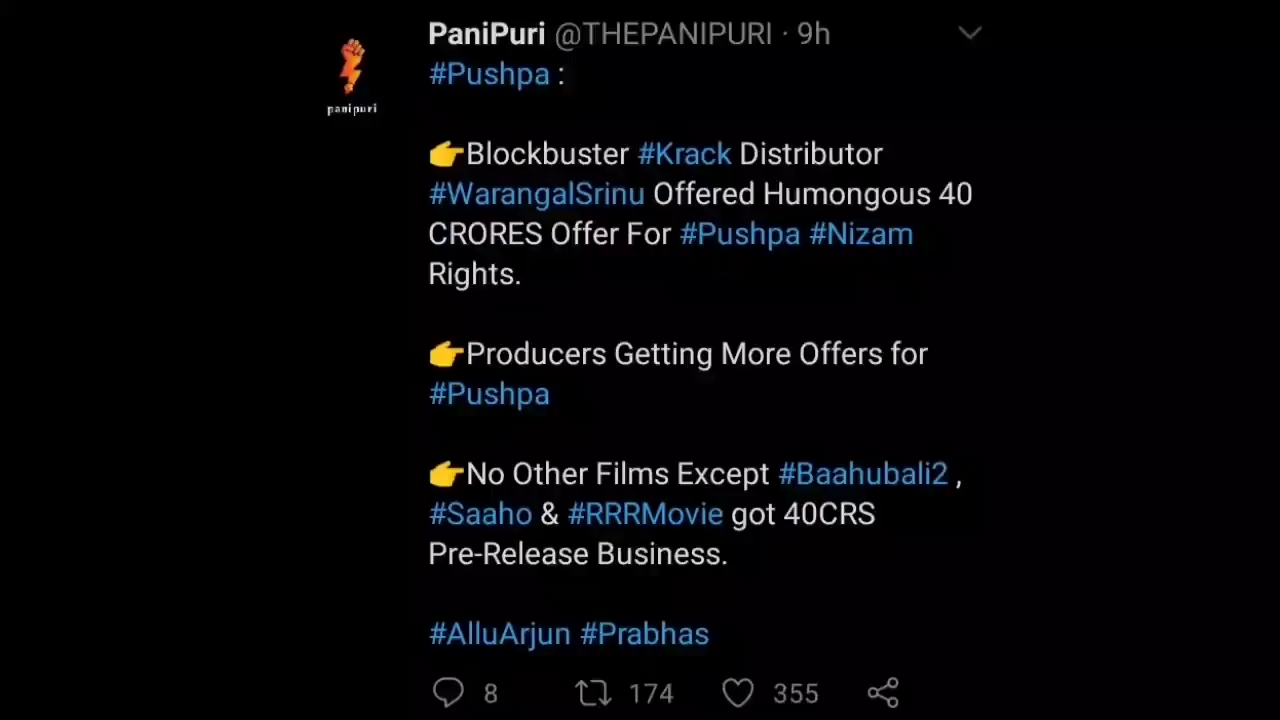 PaniPuri @THEPANIPURI · 9h
panipuri
#Pushpa :
👉Blockbuster #Krack Distributor
#WarangalSrinu Offered Humongous 40
CRORES Offer For #Pushpa #Nizam
Rights.
👉Producers Getting More Offers for
#Pushpa
👉No Other Films Except #Baahubali2 ,
#Saaho & #RRRMovie got 40CRS
Pre-Release Business.
#AlluArjun #Prabhas
8 174 355